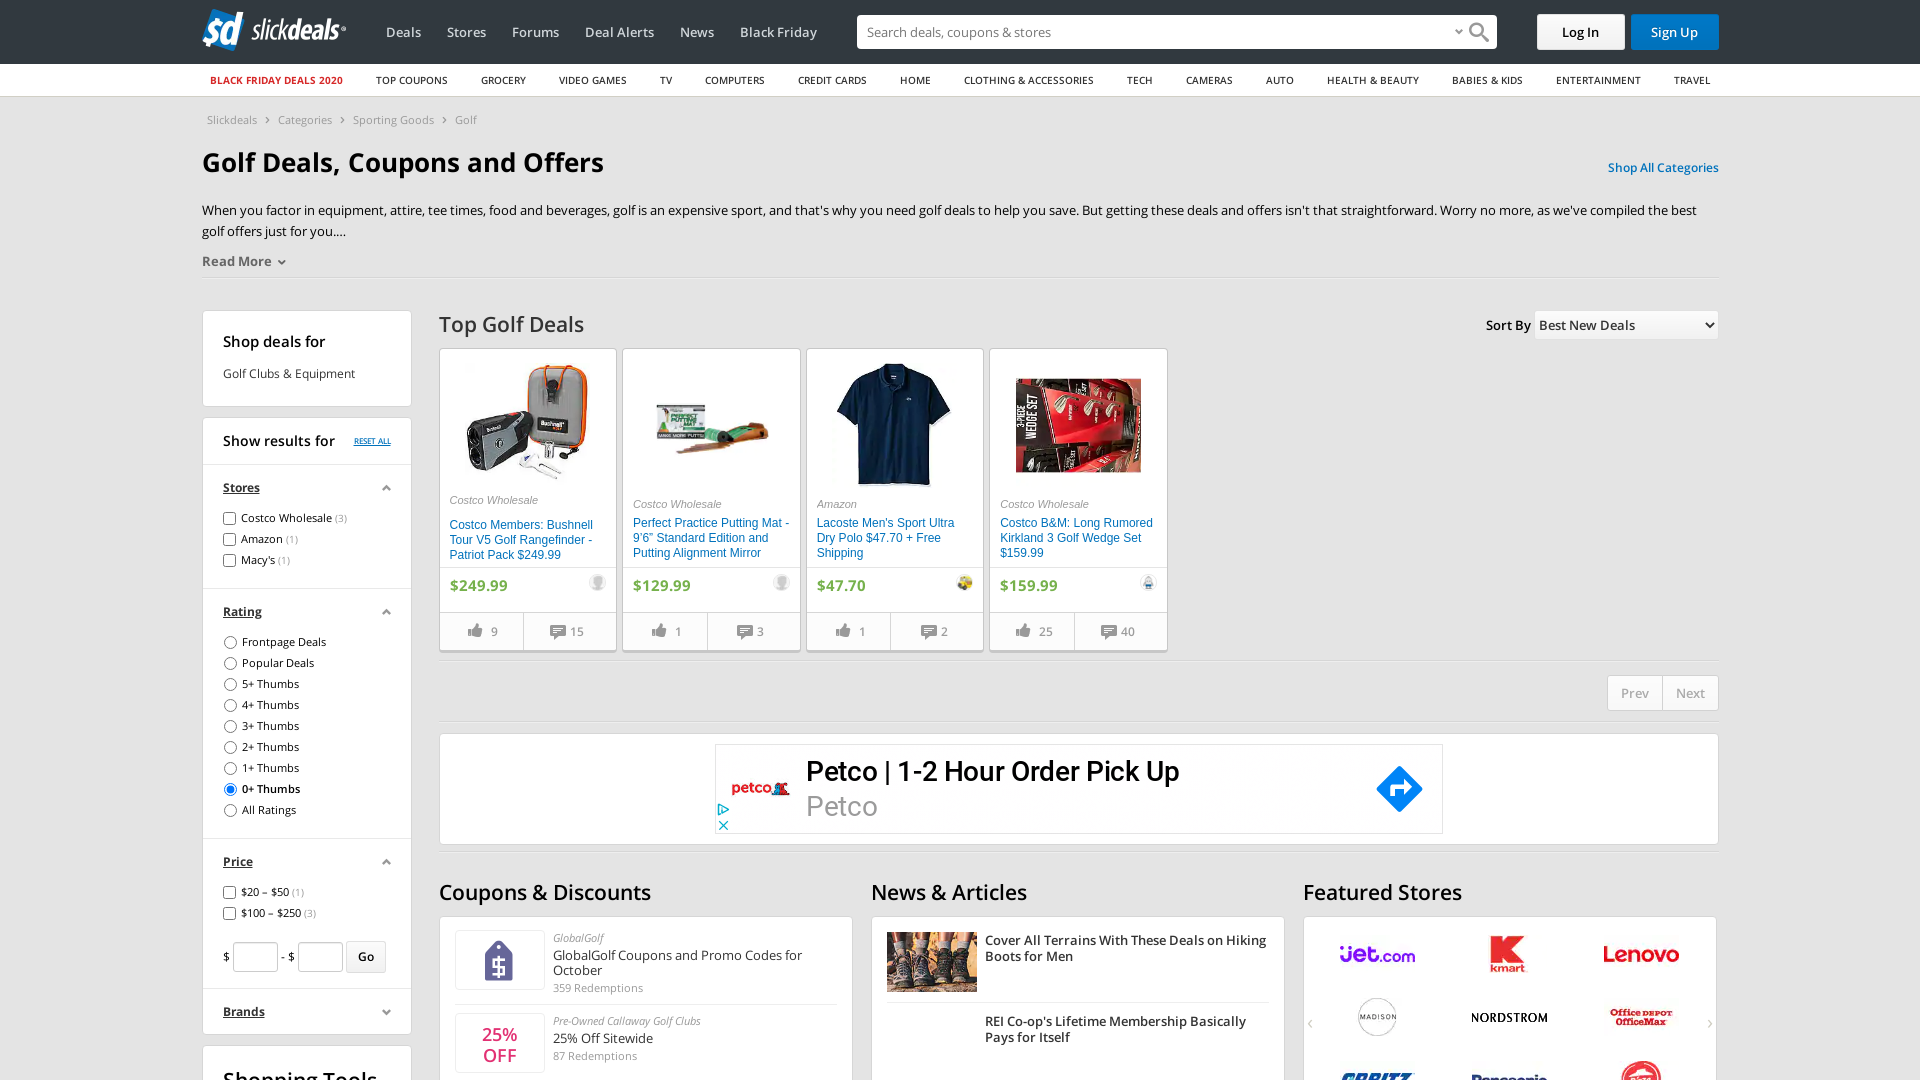 sd slickdeals
Deals
Stores
Forums
Deal Alerts
News
Black Friday
Search deals, coupons & stores
Log In
Sign Up
BLACK FRIDAY DEALS 2020
TOP COUPONS
GROCERY
VIDEO GAMES
TV
COMPUTERS
CREDIT CARDS
HOME
CLOTHING & ACCESSORIES
TECH
CAMERAS
AUTO
HEALTH & BEAUTY
BABIES & KIDS
ENTERTAINMENT
TRAVEL
Slickdeals > Categories > Sporting Goods > Golf
Golf Deals, Coupons and Offers
Shop All Categories
When you factor in equipment, attire, tee times, food and beverages, golf is an expensive sport, and that's why you need golf deals to help you save. But getting these deals and offers isn't that straightforward. Worry no more, as we've compiled the best
golf offers just for you....
Read More
Shop deals for
Golf Clubs & Equipment
Show results for
RESET ALL
Stores
Costco Wholesale (3)
Amazon (1)
Macy's (1)
Rating
Frontpage Deals
Popular Deals
5+ Thumbs
4+ Thumbs
3+ Thumbs
2+ Thumbs
1+ Thumbs
0+ Thumbs
All Ratings
Price
$20 – $50 (1)
$100 – $250 (3)
$ - $ Go
Brands
Shopping Tools
Top Golf Deals
Sort By
Best New Deals
Costco Wholesale
Costco Members: Bushnell
Tour V5 Golf Rangefinder -
Patriot Pack $249.99
$249.99
9
15
Costco Wholesale
Perfect Practice Putting Mat -
9'6” Standard Edition and
Putting Alignment Mirror
$129.99
1
3
Amazon
Lacoste Men's Sport Ultra
Dry Polo $47.70 + Free
Shipping
$47.70
1
2
3-PIECE
WEDGE SET
Costco Wholesale
Costco B&M: Long Rumored
Kirkland 3 Golf Wedge Set
$159.99
$159.99
25
40
Prev
Next
petco
Petco | 1-2 Hour Order Pick Up
Petco
Coupons & Discounts
GlobalGolf
GlobalGolf Coupons and Promo Codes for
October
359 Redemptions
25%
OFF
Pre-Owned Callaway Golf Clubs
25% Off Sitewide
87 Redemptions
News & Articles
Cover All Terrains With These Deals on Hiking
Boots for Men
REI Co-op's Lifetime Membership Basically
Pays for Itself
Featured Stores
Jet.com
kmart
Lenovo
MADISON
NORDSTROM
Office DEPOT
OfficeMax
ORBITZ
Panasonic